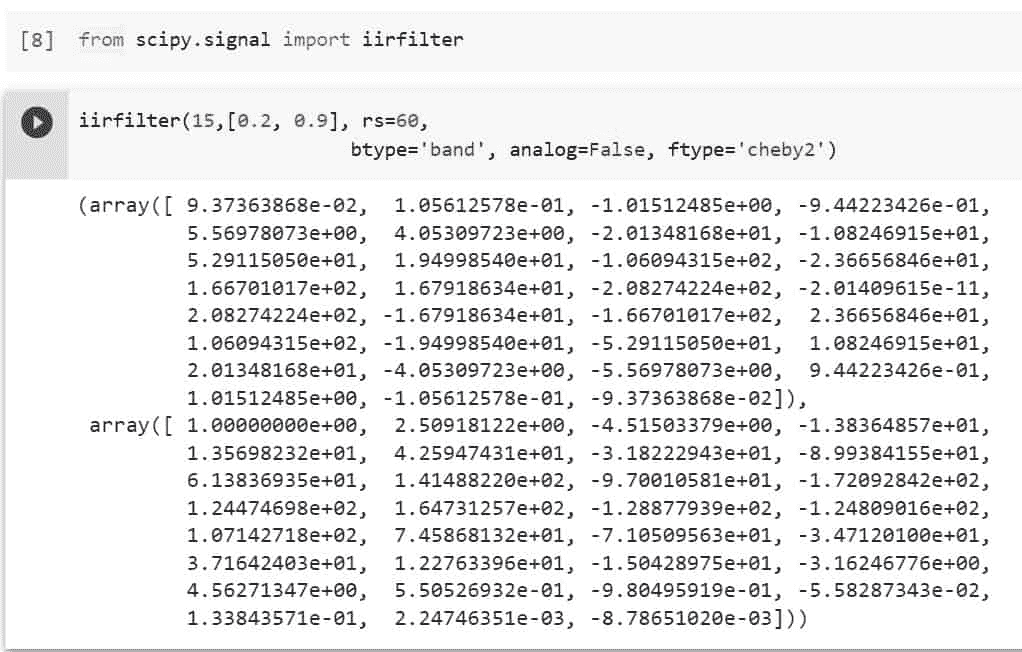 [8] from scipy.signal import iirfilter
iirfilter(15,[0.2, 0.9], rs=60,
btype='band', analog=False, ftype='cheby2')
(array([ 9.37363868e-02, 1.05612578e-01, -1.01512485e+00, -9.44223426e-01,
5.56978073e+00, 4.05309723e+00, -2.01348168e+01, -1.08246915e+01,
5.29115050e+01, 1.94998540e+01, -1.06094315e+02, -2.36656846e+01,
1.66701017e+02, 1.67918634e+01, -2.08274224e+02, -2.01409615e-11,
2.08274224e+02, -1.67918634e+01, -1.66701017e+02, 2.36656846e+01,
1.06094315e+02, -1.94998540e+01, -5.29115050e+01, 1.08246915e+01,
2.01348168e+01, -4.05309723e+00, -5.56978073e+00, 9.44223426e-01,
1.01512485e+00, -1.05612578e-01, -9.37363868e-02]),
array([ 1.00000000e+00, 2.50918122e+00, -4.51503379e+00, -1.38364857e+01,
1.35698232e+01, 4.25947431e+01, -3.18222943e+01, -8.99384155e+01,
6.13836935e+01, 1.41488220e+02, -9.70010581e+01, -1.72092842e+02,
1.24474698e+02, 1.64731257e+02, -1.28877939e+02, -1.24809016e+02,
1.07142718e+02, 7.45868132e+01, -7.10509563e+01, -3.47120100e+01,
3.71642403e+01, 1.22763396e+01, -1.50428975e+01, -3.16246776e+00,
4.56271347e+00, 5.50526932e-01, -9.80495919e-01, -5.58287343e-02,
1.33843571e-01, 2.24746351e-03, -8.78651020e-03]))